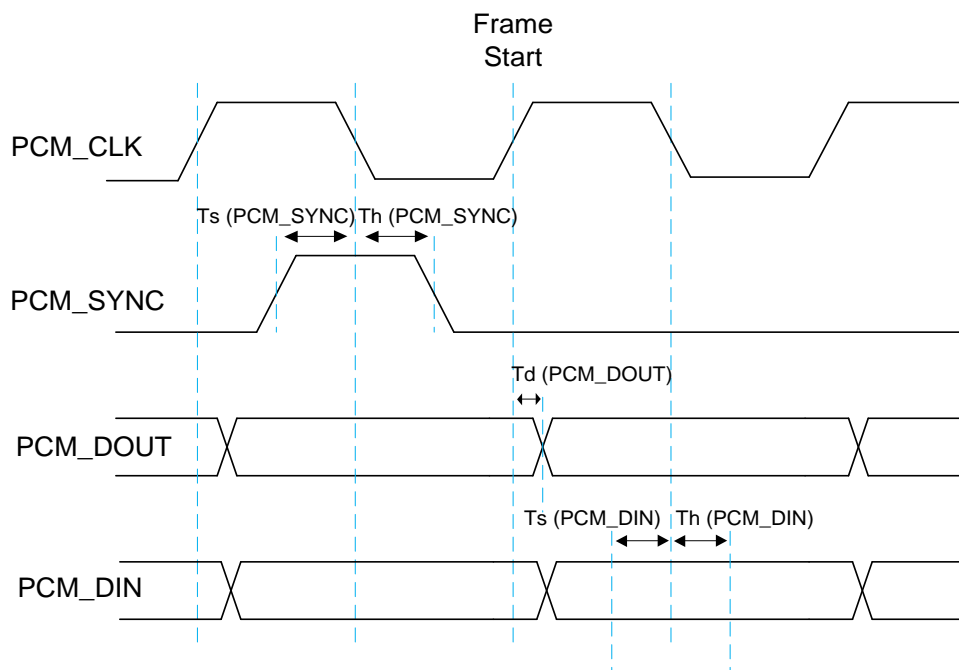 Frame
Start
PCM_CLK
Ts (PCM_SYNC) Th (PCM_SYNC)
PCM_SYNC
Td (PCM_DOUT)
PCM_DOUT
Ts (PCM_DIN) Th (PCM_DIN)
PCM_DIN